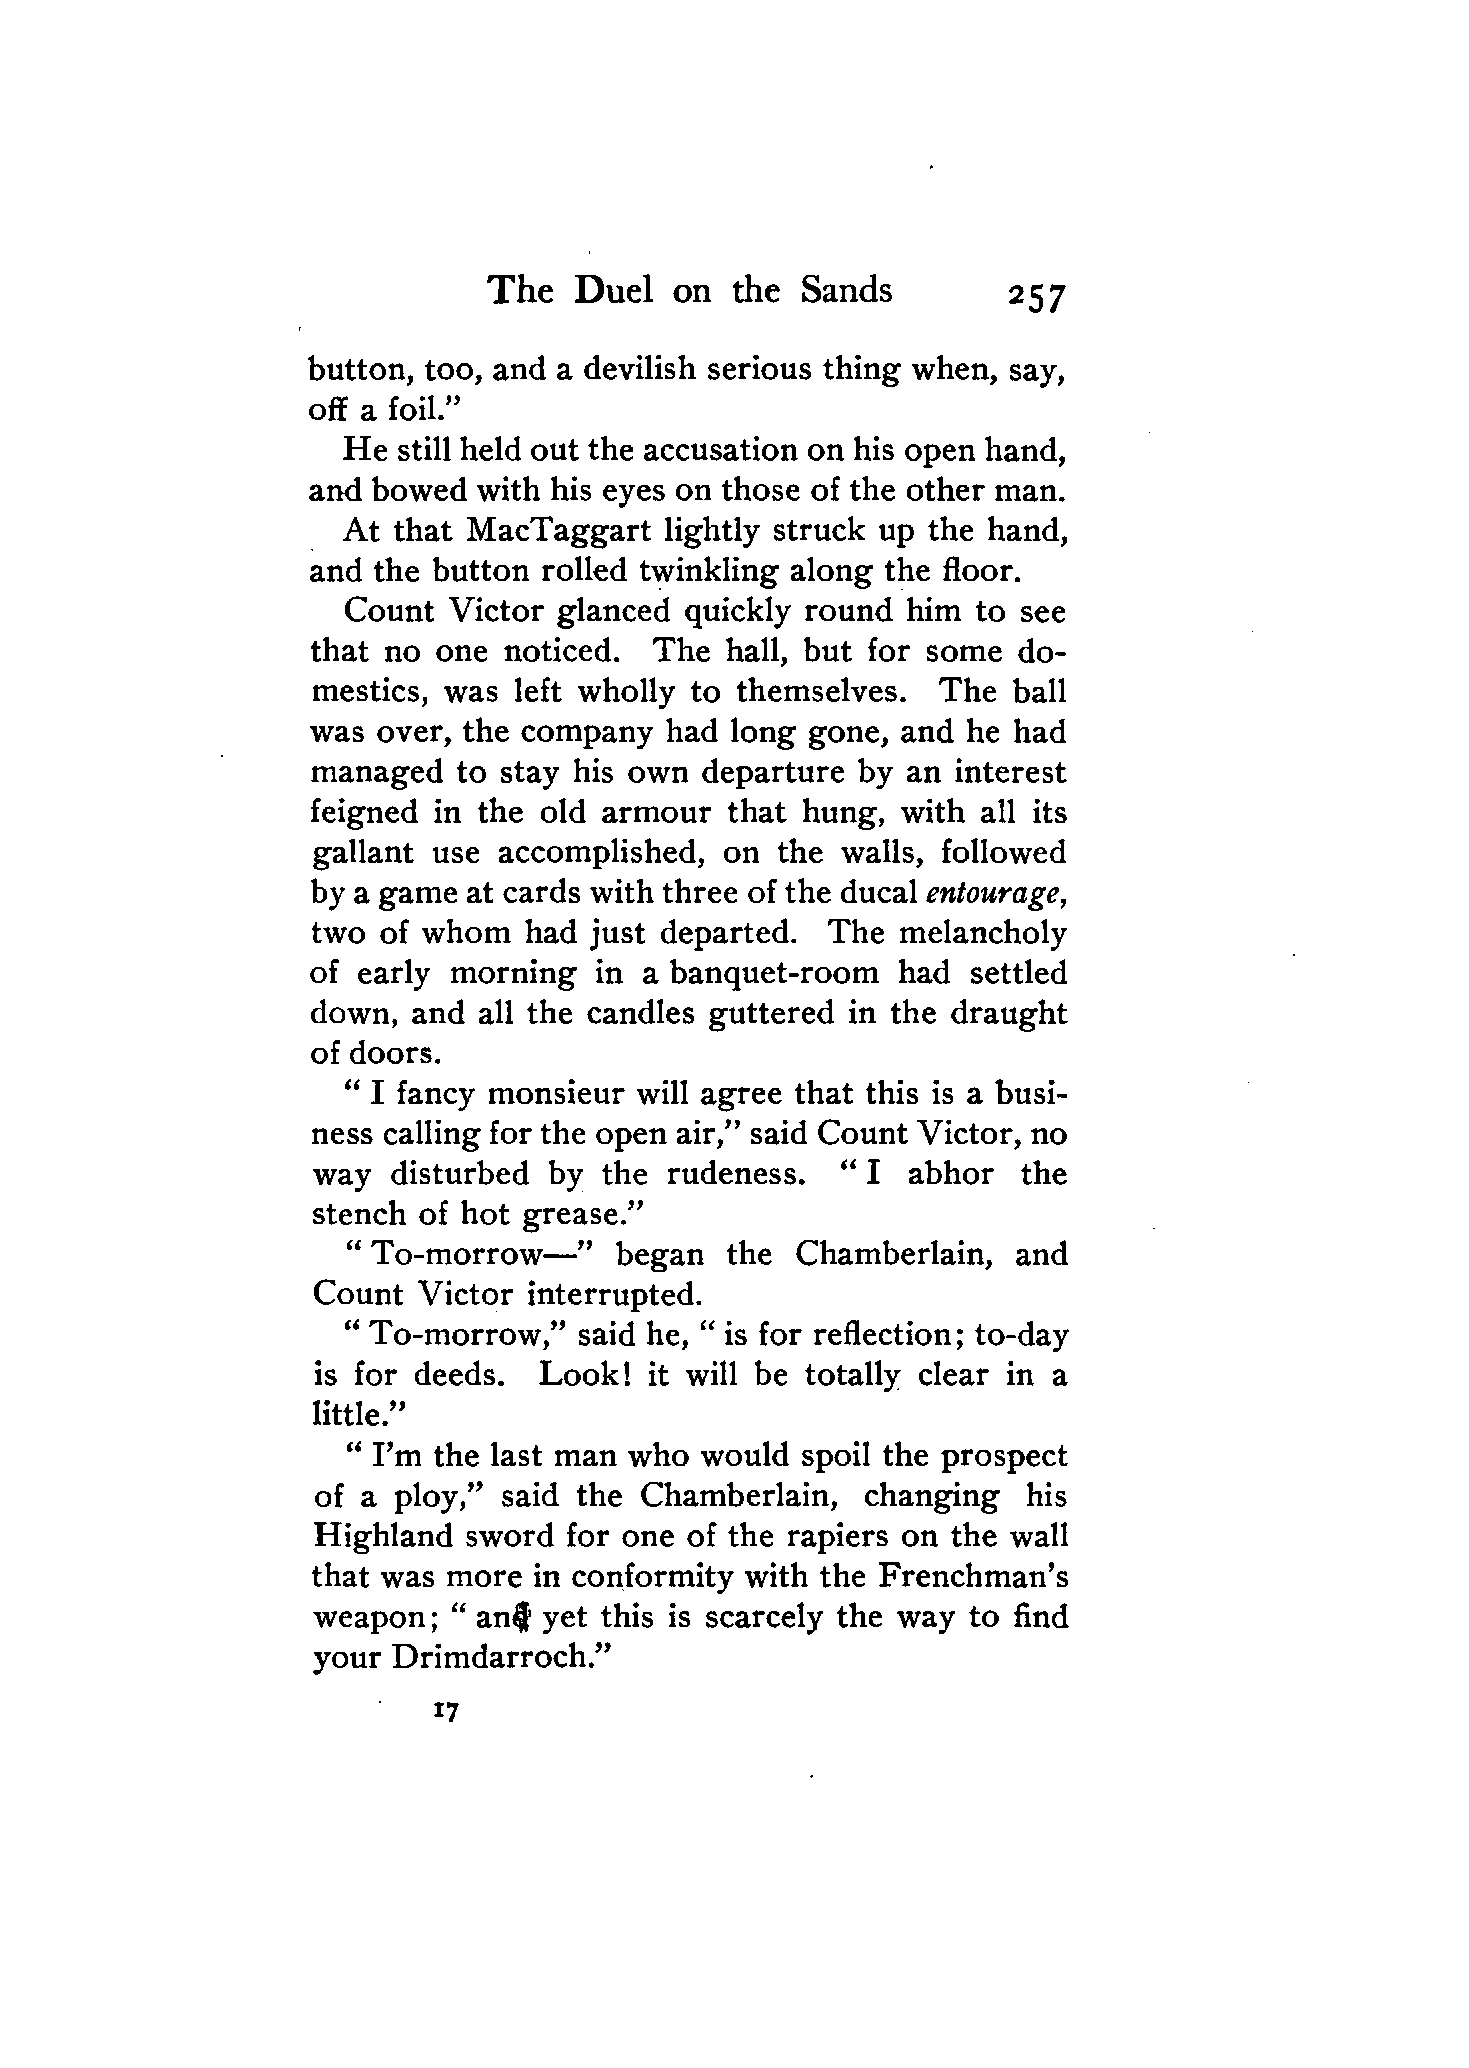 The Duel on the Sands 257
button, too, and a devilish serious thing when, say,
off a foil."
He still held out the accusation on his open hand,
and bowed with his eyes on those of the other man.
At that MacTaggart lightly struck up the hand,
and the button rolled twinkling along the floor.
Count Victor glanced quickly round him to see
that no one noticed. The hall, but for some do-
mestics, was left wholly to themselves. The ball
was over, the company had long gone, and he had
managed to stay his own departure by an interest
feigned in the old armour that hung, with all its
gallant use accomplished, on the walls, followed
by a game at cards with three of the ducal entourage,
two of whom had just departed. The melancholy
of early morning in a banquet-room had settled
down, and all the candles guttered in the draught
of doors.
"I fancy monsieur will agree that this is a busi-
ness calling for the open air," said Count Victor, no
way disturbed by the rudeness. "I abhor the
stench of hot grease."
"To-morrow—" began the Chamberlain, and
Count Victor interrupted.
"To-morrow," said he, "is for reflection; to-day
is for deeds. Look! it will be totally clear in a
little."
"I'm the last man who would spoil the prospect
of a ploy," said the Chamberlain, changing his
Highland sword for one of the rapiers on the wall
that was more in conformity with the Frenchman's
weapon; "and yet this is scarcely the way to find
your Drimdarroch."
17